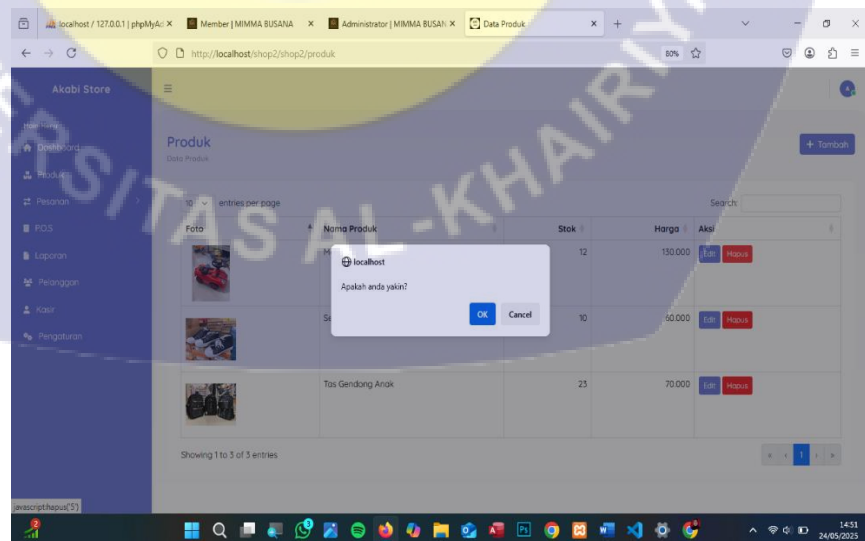 localhost / 127.0.0.1 | phpMyAd
Member | MIMMA BUSANA
Administrator | MIMMA BUSAN
Data Produk
http://localhost/shop2/shop2/produk
80%
Akabi Store
Dashboard
Produk
Pesanan
POS
Laporan
Pelanggan
Kasir
Pengaturan
Produk
Data Produk
+ Tambah
10 entries per page
Search:
Foto Nama Produk Stok Harga Aksi
12 130.000 Edit Hapus
10 60.000 Edit Hapus
Tas Gendong Anak 23 70.000 Edit Hapus
localhost
Apakah anda yakin?
OK Cancel
Showing 1 to 3 of 3 entries
« ‹ 1 › »
javascript:hapus('5')
14:51
24/05/2025
ERSITAS AL-KHAIRIY